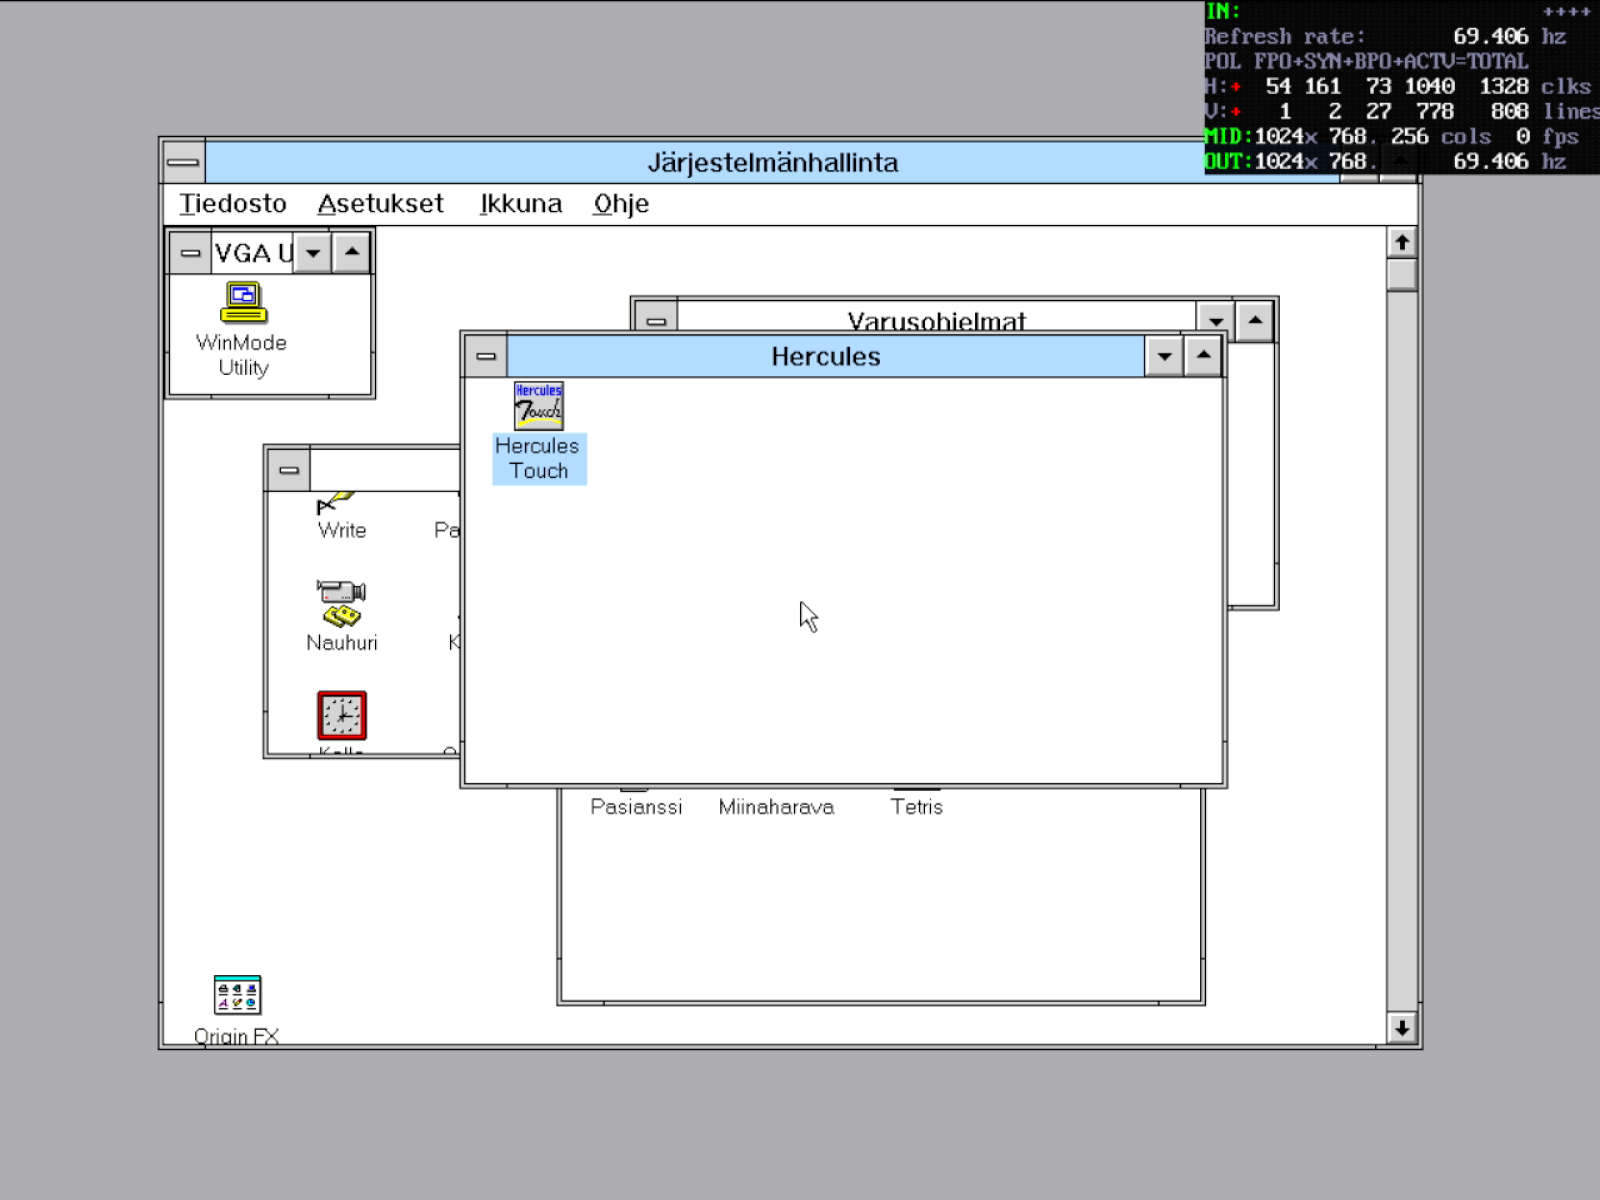 IN: ++++
Refresh rate: 69.406 hz
POL FPO+SYN+BPO+ACTV=TOTAL
H:+ 54 161 73 1040 1328 clks
V:+ 1 2 27 778 808 lines
MID:1024x 768. 256 cols 0 fps
OUT:1024x 768. 69.406 hz
Järjestelmänhallinta
Tiedosto Asetukset Ikkuna Ohje
VGA U
WinMode
Utility
Varusohjelmat
Hercules
Hercules
Touch
Hercules
Touch
Write
Pa
Nauhuri
K
Kello
Pasianssi Miinaharava Tetris
Origin FX